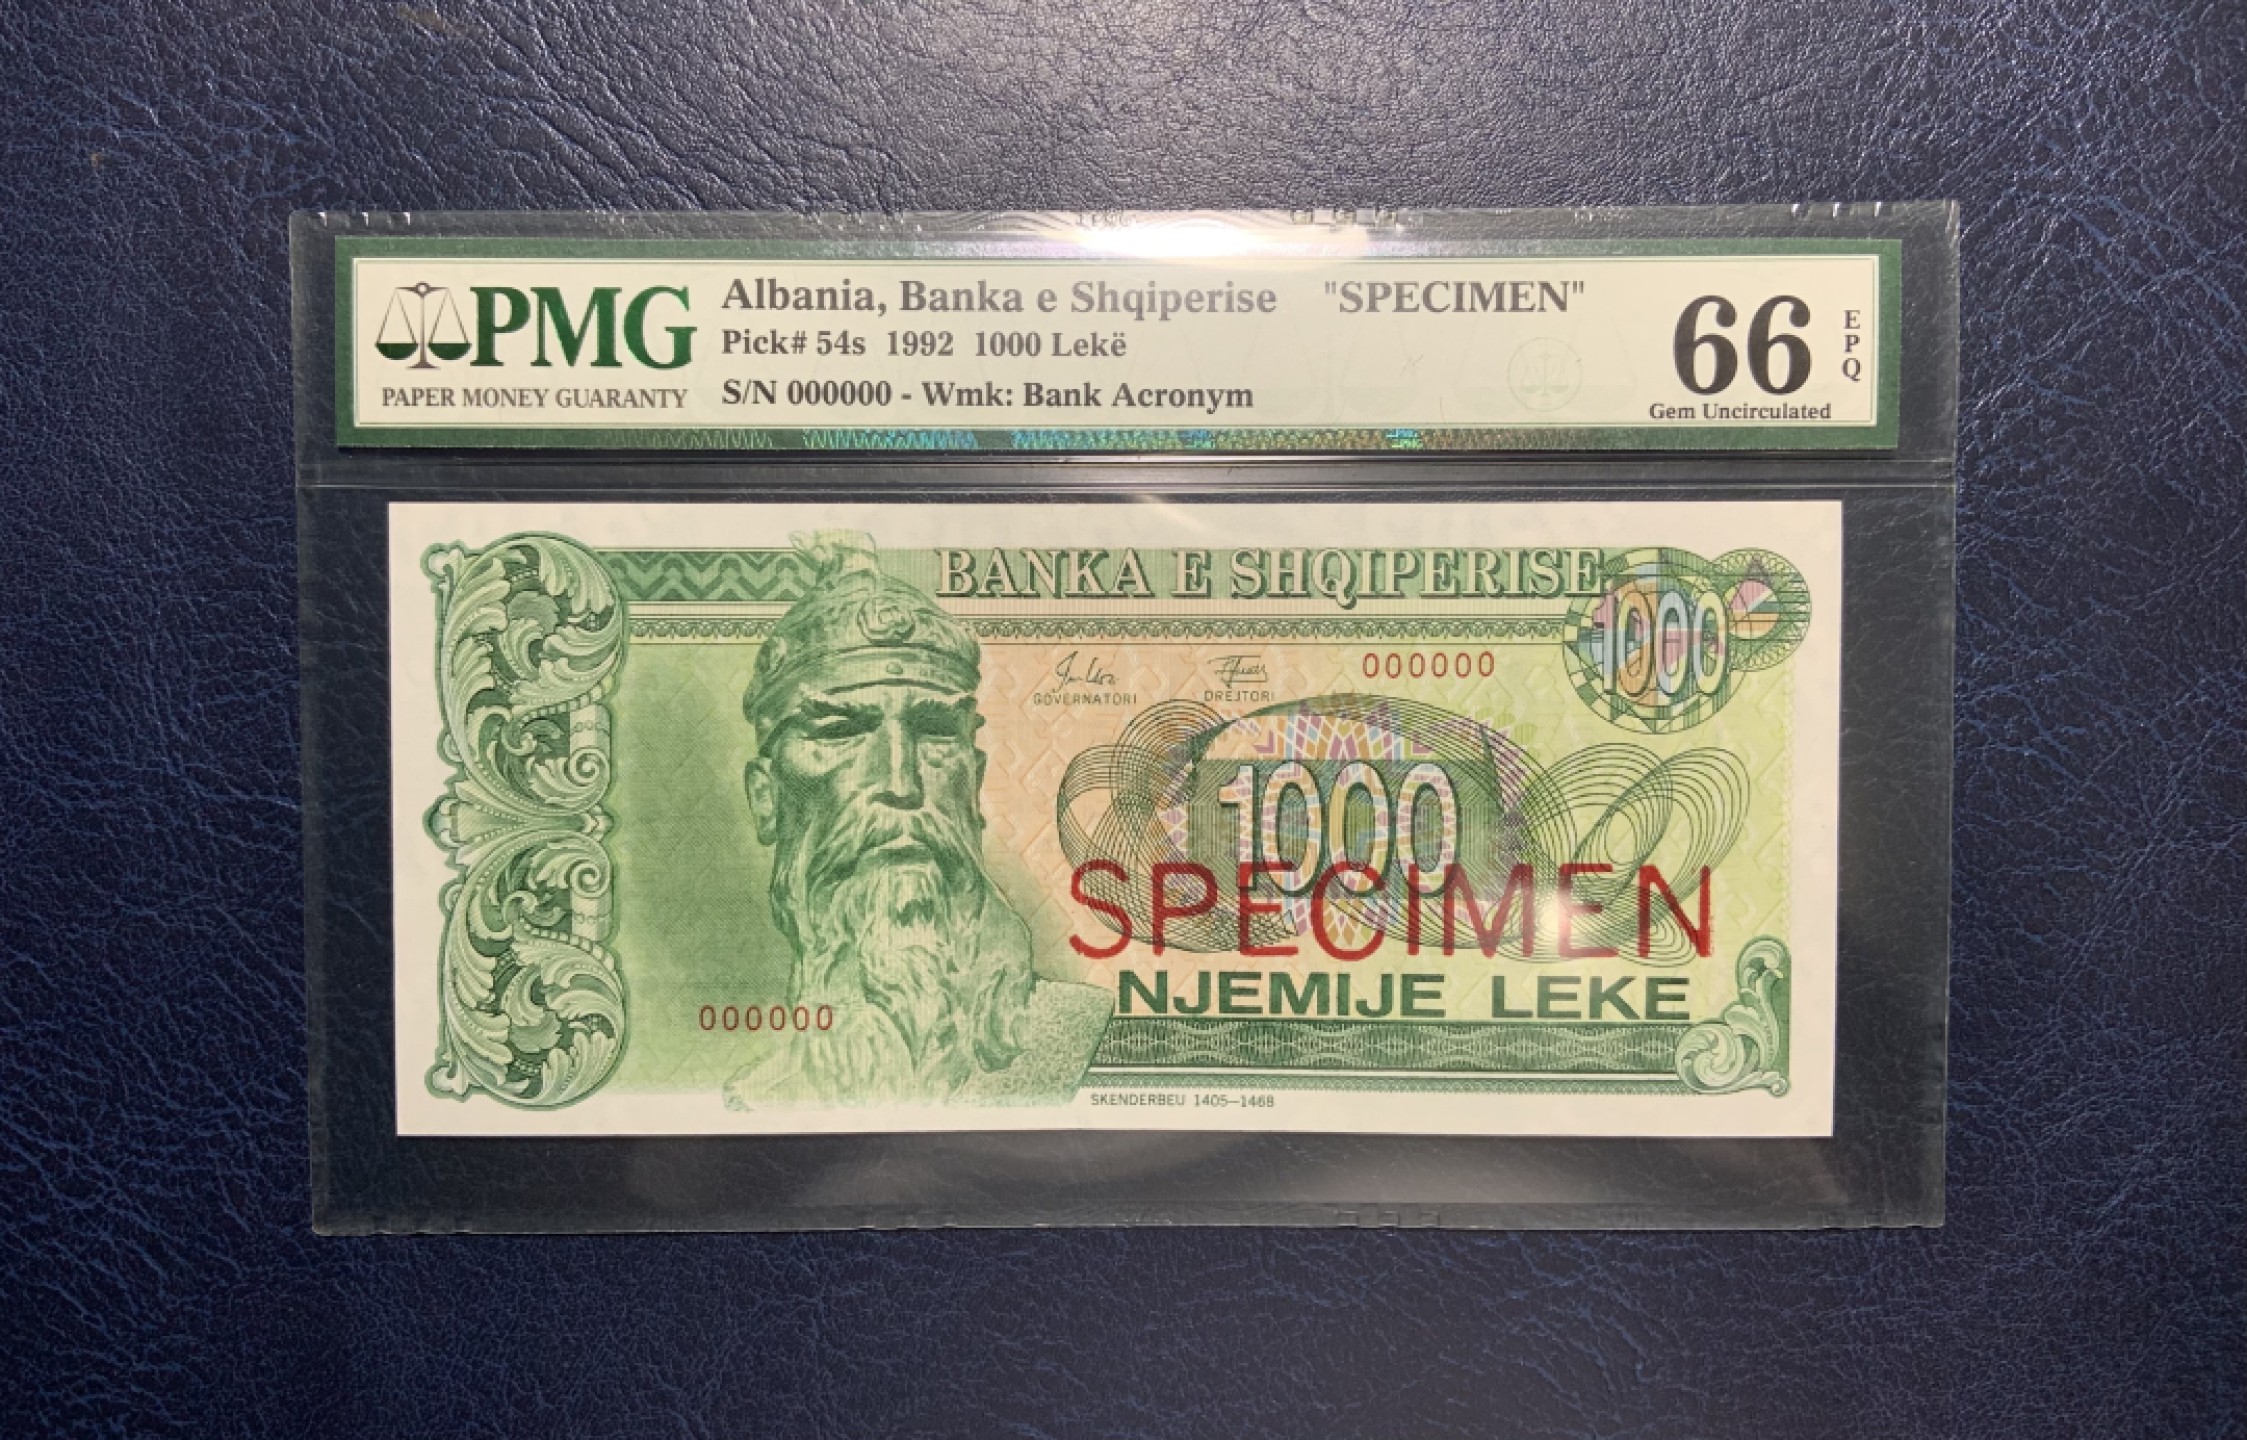 PMG
PAPER MONEY GUARANTY
Albania, Banka e Shqiperise "SPECIMEN"
Pick# 54s 1992 1000 Lekë
S/N 000000 - Wmk: Bank Acronym
66
EPQ
Gem Uncirculated
BANKA E SHQIPERISE
1000
GOVERNATORI
DREJTORI
000000
1000
SPECIMEN
NJEMIJE LEKE
000000
SKENDERBEU 1405–1468